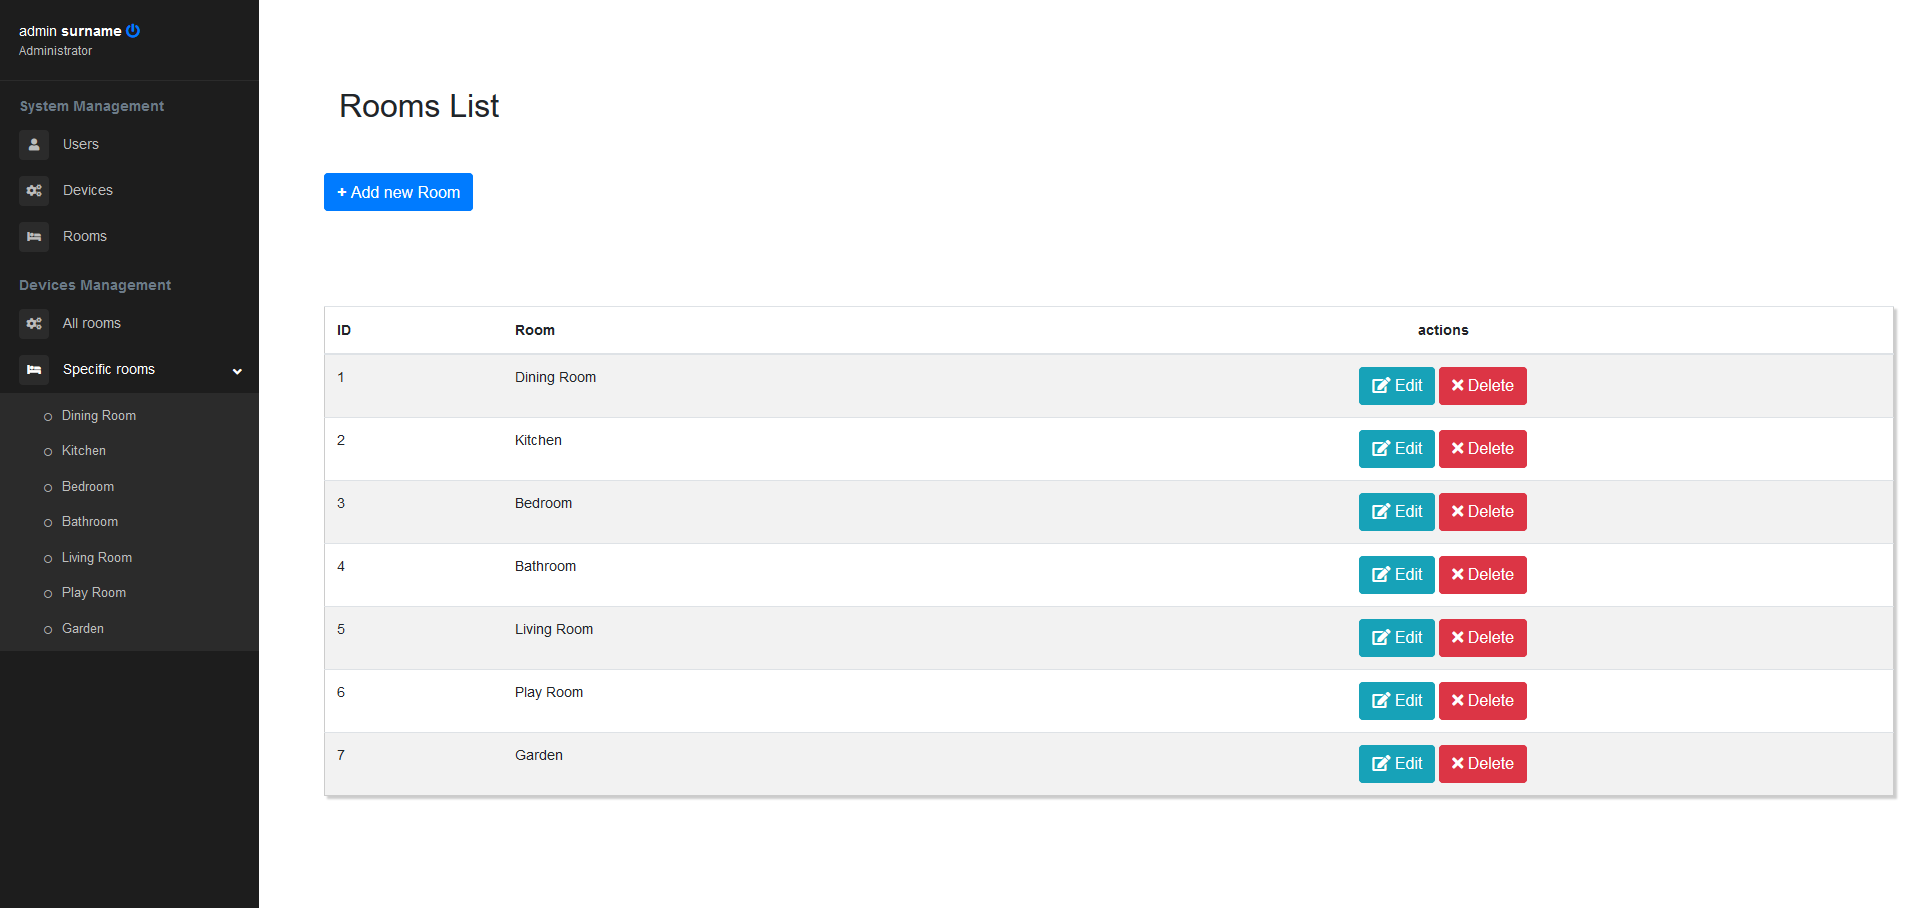 admin surname
Administrator
System Management
Users
Devices
Rooms
Devices Management
All rooms
Specific rooms
Dining Room
Kitchen
Bedroom
Bathroom
Living Room
Play Room
Garden
Rooms List
+ Add new Room
ID Room actions
1 Dining Room Edit Delete
2 Kitchen Edit Delete
3 Bedroom Edit Delete
4 Bathroom Edit Delete
5 Living Room Edit Delete
6 Play Room Edit Delete
7 Garden Edit Delete